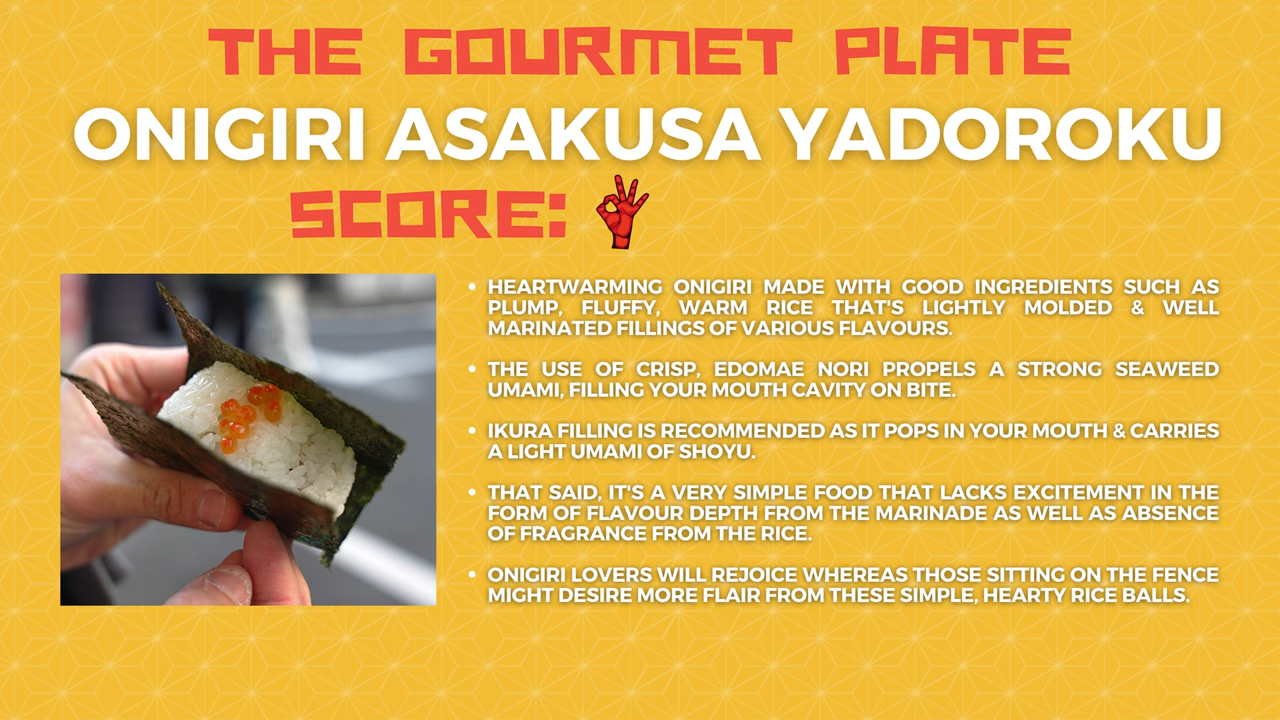 THE GOURMET PLATE
ONIGIRI ASAKUSA YADOROKU
SCORE:
• HEARTWARMING ONIGIRI MADE WITH GOOD INGREDIENTS SUCH AS
PLUMP, FLUFFY, WARM RICE THAT'S LIGHTLY MOLDED & WELL
MARINATED FILLINGS OF VARIOUS FLAVOURS.
• THE USE OF CRISP, EDOMAE NORI PROPELS A STRONG SEAWEED
UMAMI, FILLING YOUR MOUTH CAVITY ON BITE.
• IKURA FILLING IS RECOMMENDED AS IT POPS IN YOUR MOUTH & CARRIES
A LIGHT UMAMI OF SHOYU.
• THAT SAID, IT'S A VERY SIMPLE FOOD THAT LACKS EXCITEMENT IN THE
FORM OF FLAVOUR DEPTH FROM THE MARINADE AS WELL AS ABSENCE
OF FRAGRANCE FROM THE RICE.
• ONIGIRI LOVERS WILL REJOICE WHEREAS THOSE SITTING ON THE FENCE
MIGHT DESIRE MORE FLAIR FROM THESE SIMPLE, HEARTY RICE BALLS.